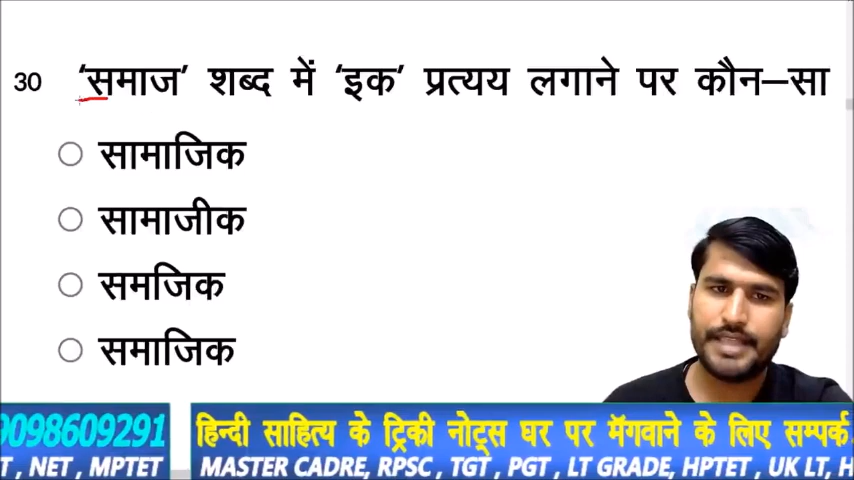 30 'समाज' शब्द में 'इक' प्रत्यय लगाने पर कौन–सा
सामाजिक
सामाजीक
समजिक
समाजिक
9098609291
हिन्दी साहित्य के ट्रिकी नोट्स घर पर मॅगवाने के लिए सम्पर्क
T , NET , MPTET
MASTER CADRE, RPSC , TGT , PGT , LT GRADE, HPTET , UK LT, H